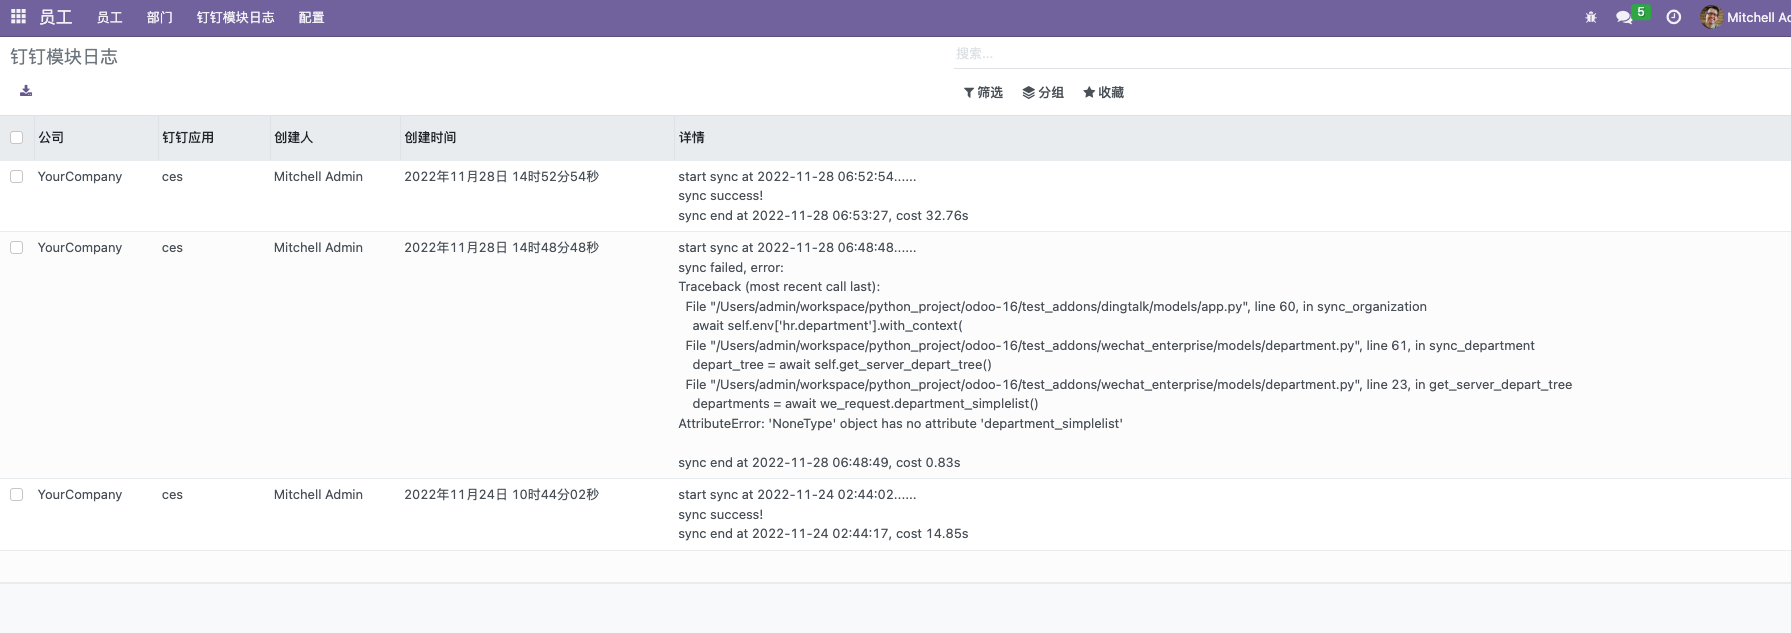 员工 员工 部门 钉钉模块日志 配置 5 Mitchell Ad
钉钉模块日志 搜索...
筛选 分组 收藏
公司 钉钉应用 创建人 创建时间 详情
YourCompany ces Mitchell Admin 2022年11月28日 14时52分54秒 start sync at 2022-11-28 06:52:54......
sync success!
sync end at 2022-11-28 06:53:27, cost 32.76s
YourCompany ces Mitchell Admin 2022年11月28日 14时48分48秒 start sync at 2022-11-28 06:48:48......
sync failed, error:
Traceback (most recent call last):
File "/Users/admin/workspace/python_project/odoo-16/test_addons/dingtalk/models/app.py", line 60, in sync_organization
await self.env['hr.department'].with_context(
File "/Users/admin/workspace/python_project/odoo-16/test_addons/wechat_enterprise/models/department.py", line 61, in sync_department
depart_tree = await self.get_server_depart_tree()
File "/Users/admin/workspace/python_project/odoo-16/test_addons/wechat_enterprise/models/department.py", line 23, in get_server_depart_tree
departments = await we_request.department_simplelist()
AttributeError: 'NoneType' object has no attribute 'department_simplelist'
sync end at 2022-11-28 06:48:49, cost 0.83s
YourCompany ces Mitchell Admin 2022年11月24日 10时44分02秒 start sync at 2022-11-24 02:44:02......
sync success!
sync end at 2022-11-24 02:44:17, cost 14.85s